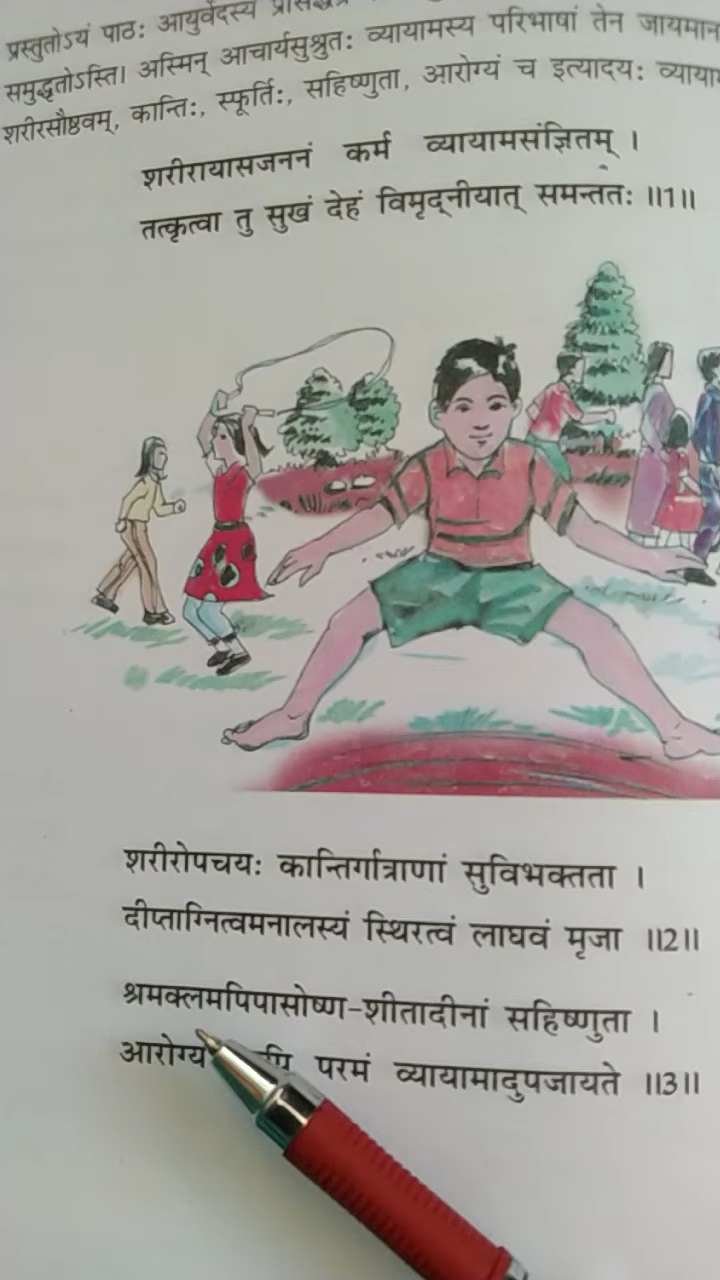 प्रस्तुतोऽयं पाठः आयुर्वेदस्य
समुद्धृतोऽस्ति। अस्मिन् आचार्यसुश्रुतः व्यायामस्य परिभाषां तेन जायमान
शरीरसौष्ठवम्, कान्तिः, स्फूर्तिः, सहिष्णुता, आरोग्यं च इत्यादयः व्यायाम
शरीरायासजननं कर्म व्यायामसंज्ञितम् ।
तत्कृत्वा तु सुखं देहं विमृद्नीयात् समन्ततः ॥1॥
शरीरोपचयः कान्तिर्गात्राणां सुविभक्तता ।
दीप्ताग्नित्वमनालस्यं स्थिरत्वं लाघवं मृजा ॥2॥
श्रमक्लमपिपासोष्ण-शीतादीनां सहिष्णुता ।
आरोग्य परमं व्यायामादुपजायते ॥3॥